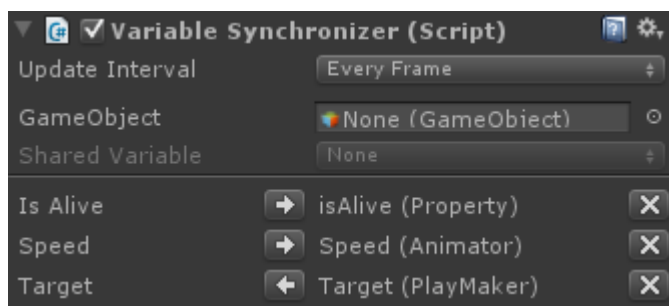 Variable Synchronizer (Script)
Update Interval Every Frame
GameObject None (GameObject)
Shared Variable None
Is Alive isAlive (Property)
Speed Speed (Animator)
Target Target (PlayMaker)